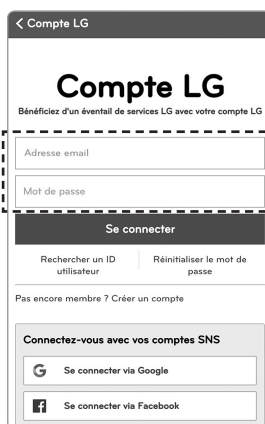 Compte LG
Compte LG
Bénéficiez d'un éventail de services LG avec votre compte LG
Adresse email
Mot de passe
Se connecter
Rechercher un ID
utilisateur
Réinitialiser le mot de
passe
Pas encore membre ? Créer un compte
Connectez-vous avec vos comptes SNS
Se connecter via Google
Se connecter via Facebook